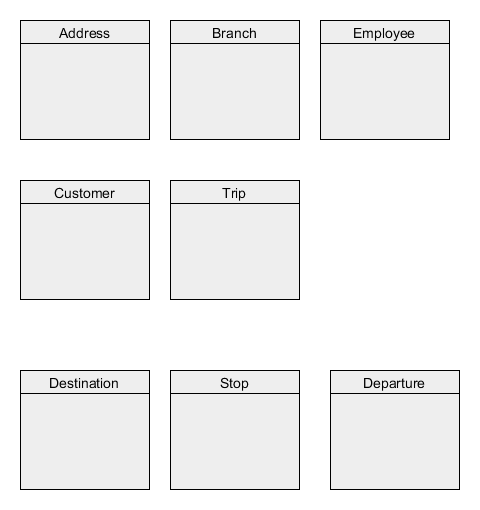 Address
Branch
Employee
Customer
Trip
Destination
Stop
Departure